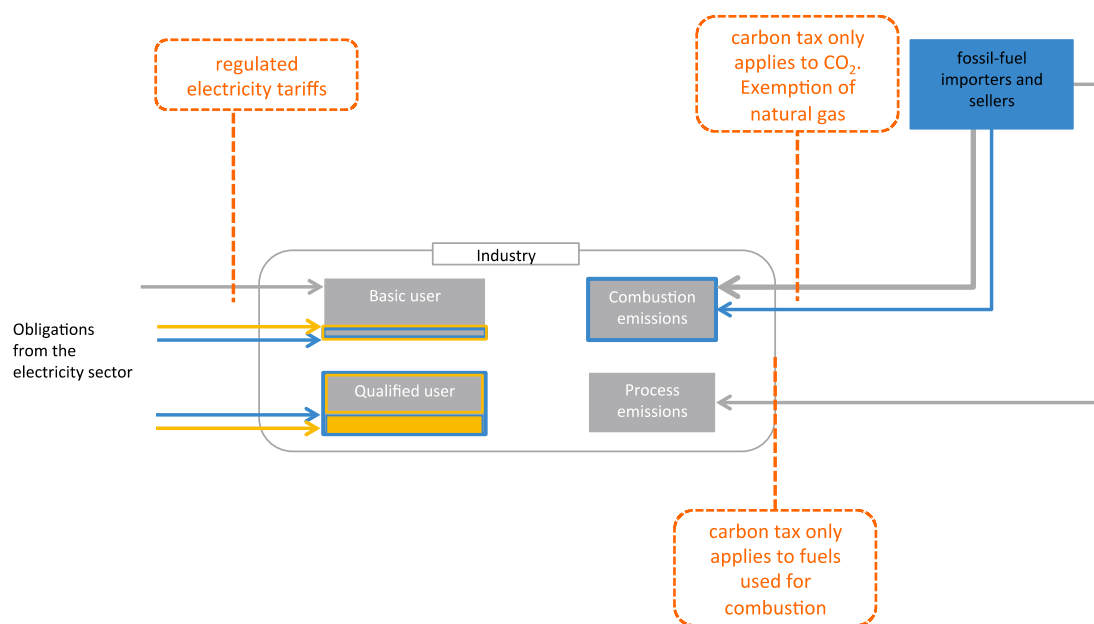 regulated
electricity tariffs
carbon tax only
applies to CO₂.
Exemption of
natural gas
fossil-fuel
importers and
sellers
Industry
Basic user
Combustion
emissions
Obligations
from the
electricity sector
Qualified user
Process
emissions
carbon tax only
applies to fuels
used for
combustion